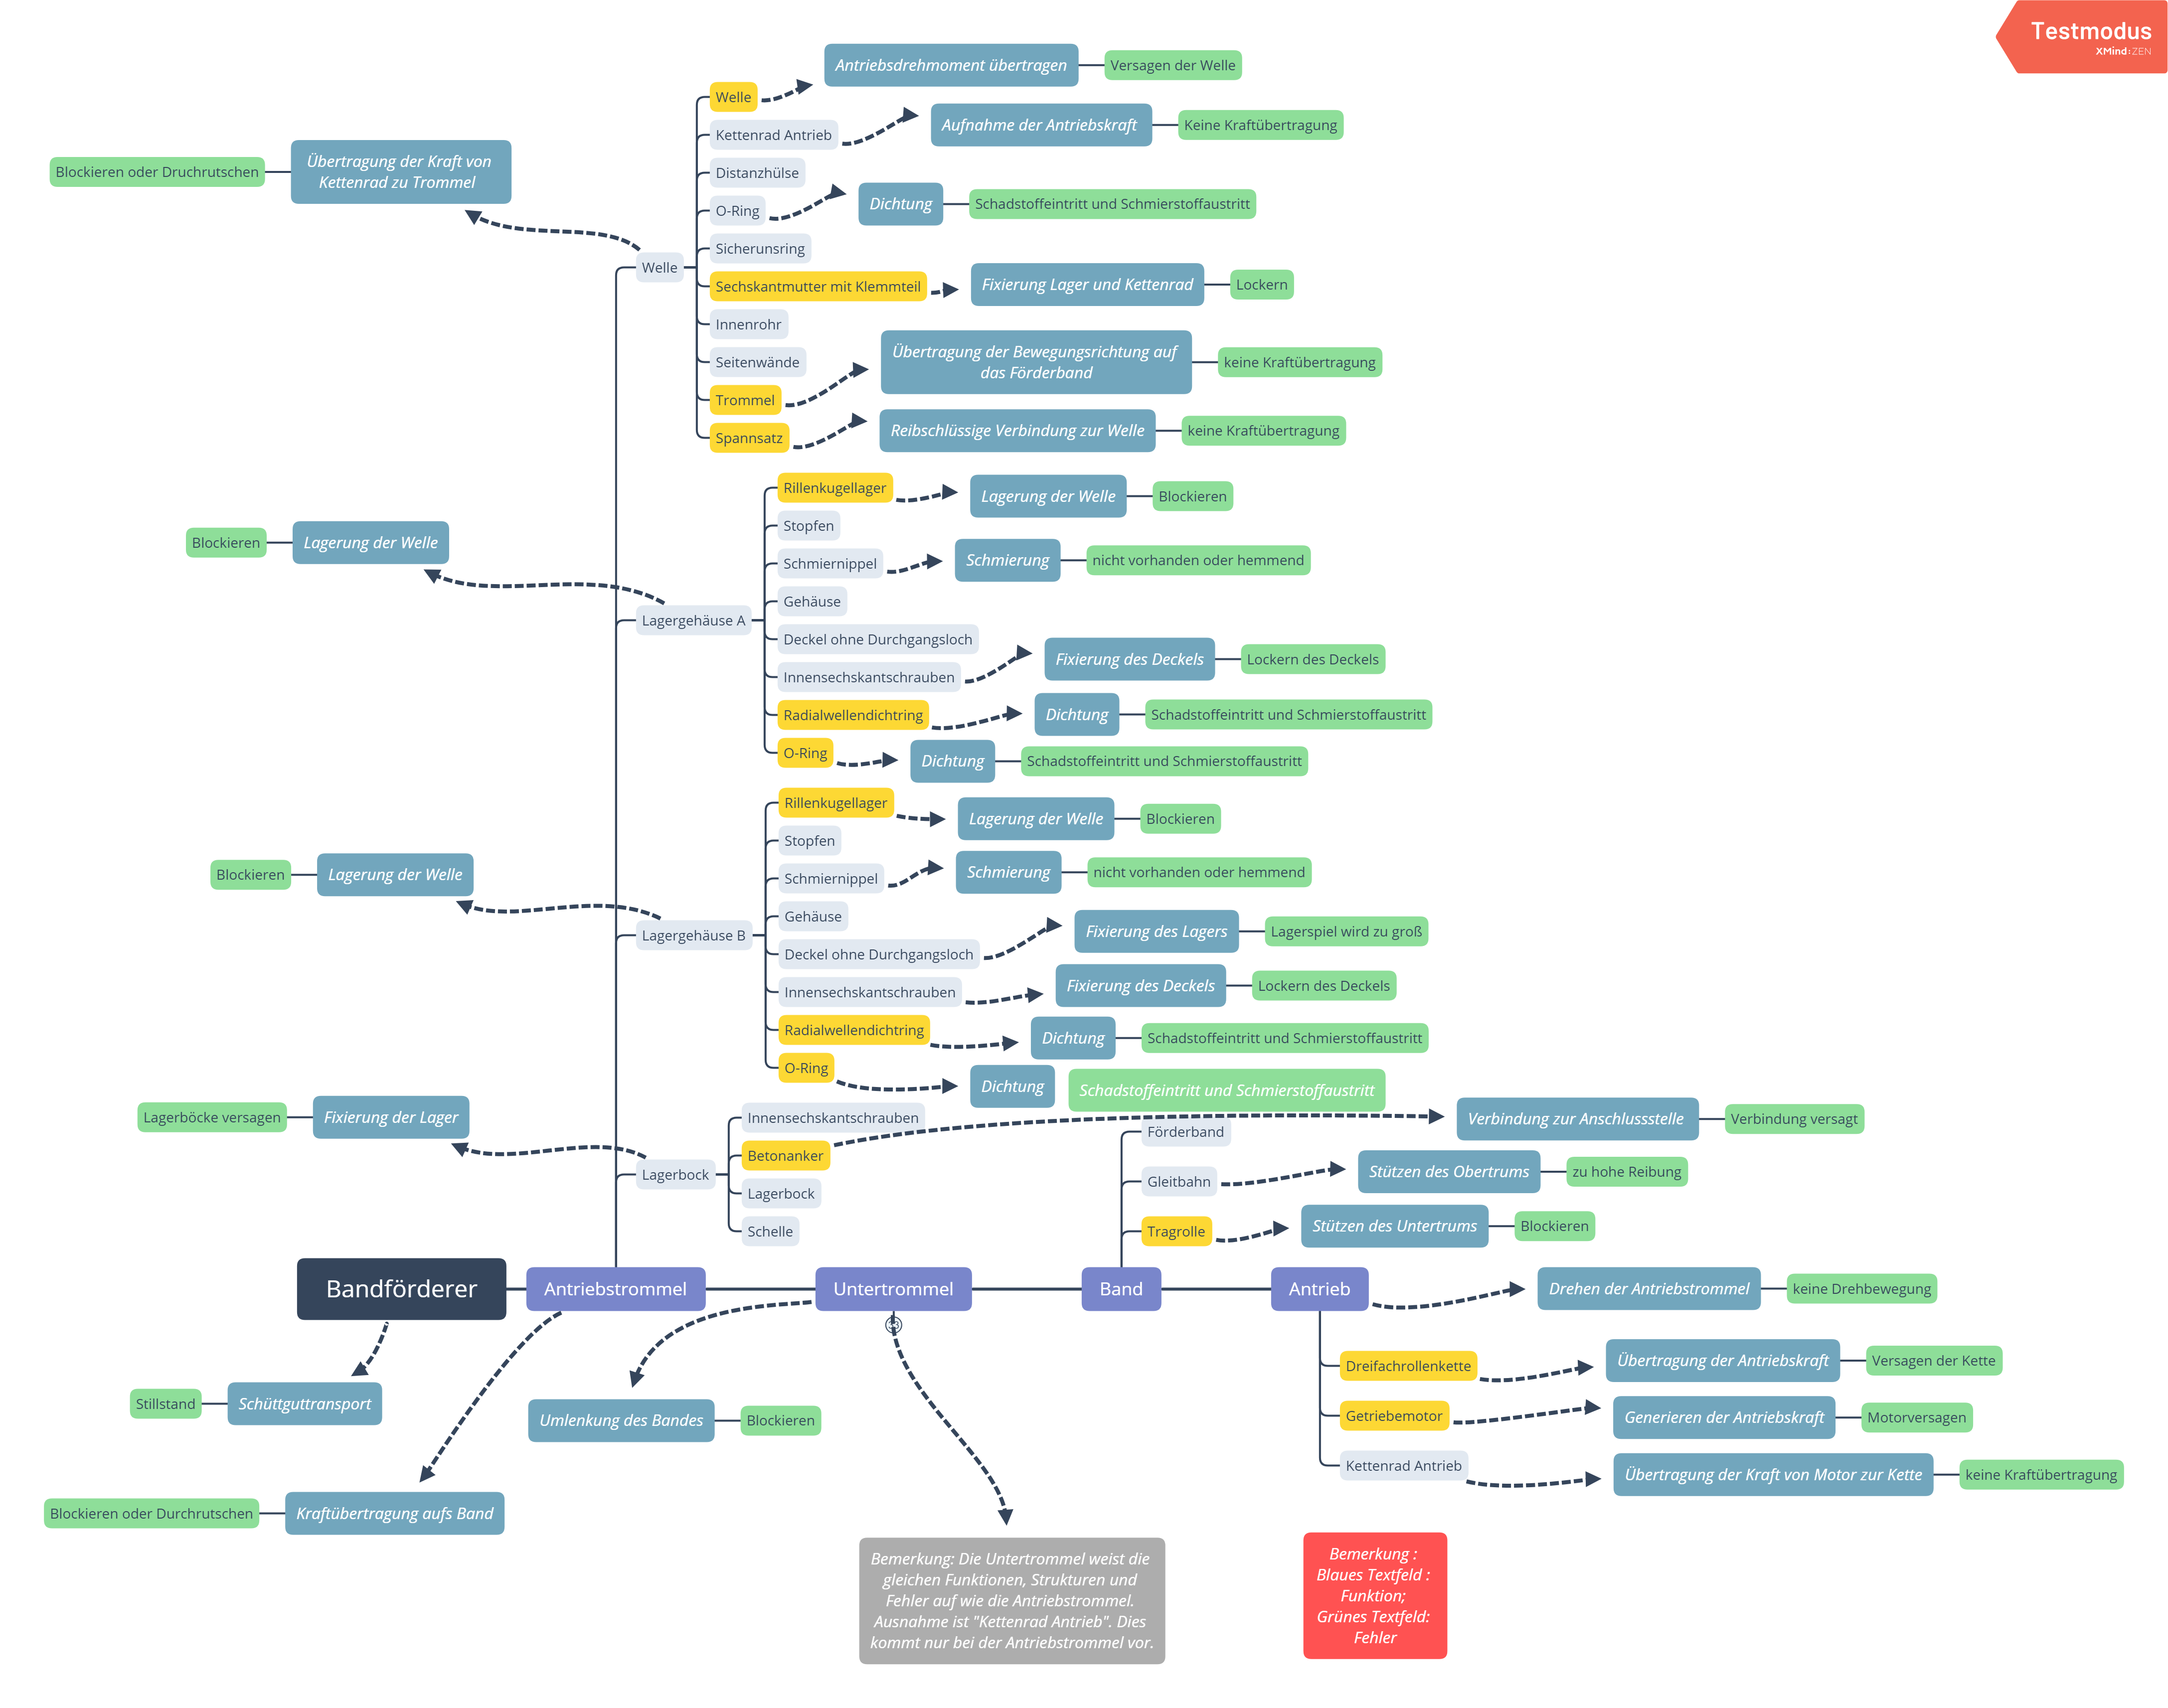 Testmodus
XMind:ZEN
Antriebsdrehmoment übertragen
Versagen der Welle
Welle
Kettenrad Antrieb
Aufnahme der Antriebskraft
Keine Kraftübertragung
Blockieren oder Druchrutschen
Übertragung der Kraft von
Kettenrad zu Trommel
Distanzhülse
O-Ring
Dichtung
Schadstoffeintritt und Schmierstoffaustritt
Sicherunsring
Welle
Sechskantmutter mit Klemmteil
Fixierung Lager und Kettenrad
Lockern
Innenrohr
Seitenwände
Übertragung der Bewegungsrichtung auf
das Förderband
keine Kraftübertragung
Trommel
Spannsatz
Reibschlüssige Verbindung zur Welle
keine Kraftübertragung
Rillenkugellager
Lagerung der Welle
Blockieren
Stopfen
Blockieren
Lagerung der Welle
Schmiernippel
Schmierung
nicht vorhanden oder hemmend
Gehäuse
Lagergehäuse A
Deckel ohne Durchgangsloch
Innensechskantschrauben
Fixierung des Deckels
Lockern des Deckels
Radialwellendichtring
Dichtung
Schadstoffeintritt und Schmierstoffaustritt
O-Ring
Dichtung
Schadstoffeintritt und Schmierstoffaustritt
Rillenkugellager
Lagerung der Welle
Blockieren
Stopfen
Blockieren
Lagerung der Welle
Schmiernippel
Schmierung
nicht vorhanden oder hemmend
Gehäuse
Lagergehäuse B
Deckel ohne Durchgangsloch
Fixierung des Lagers
Lagerspiel wird zu groß
Innensechskantschrauben
Fixierung des Deckels
Lockern des Deckels
Radialwellendichtring
Dichtung
Schadstoffeintritt und Schmierstoffaustritt
O-Ring
Dichtung
Schadstoffeintritt und Schmierstoffaustritt
Lagerböcke versagen
Fixierung der Lager
Innensechskantschrauben
Betonanker
Verbindung zur Anschlussstelle
Verbindung versagt
Lagerbock
Lagerbock
Schelle
Förderband
Gleitbahn
Stützen des Obertrums
zu hohe Reibung
Tragrolle
Stützen des Untertrums
Blockieren
Bandförderer
Antriebstrommel
Untertrommel
Band
Antrieb
Drehen der Antriebstrommel
keine Drehbewegung
Dreifachrollenkette
Übertragung der Antriebskraft
Versagen der Kette
Stillstand
Schüttguttransport
Umlenkung des Bandes
Blockieren
Getriebemotor
Generieren der Antriebskraft
Motorversagen
Kettenrad Antrieb
Übertragung der Kraft von Motor zur Kette
keine Kraftübertragung
Blockieren oder Durchrutschen
Kraftübertragung aufs Band
Bemerkung: Die Untertrommel weist die
gleichen Funktionen, Strukturen und
Fehler auf wie die Antriebstrommel.
Ausnahme ist "Kettenrad Antrieb". Dies
kommt nur bei der Antriebstrommel vor.
Bemerkung :
Blaues Textfeld :
Funktion;
Grünes Textfeld:
Fehler